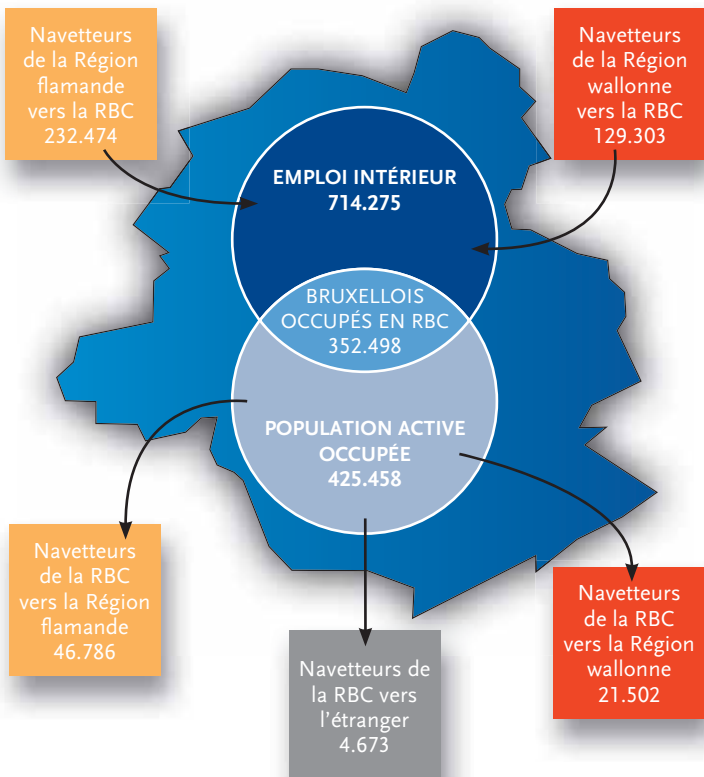 Navetteurs
de la Région
flamande
vers la RBC
232.474
Navetteurs
de la Région
wallonne
vers la RBC
129.303
EMPLOI INTÉRIEUR
714.275
BRUXELLOIS
OCCUPÉS EN RBC
352.498
POPULATION ACTIVE
OCCUPÉE
425.458
Navetteurs
de la RBC
vers la Région
flamande
46.786
Navetteurs de
la RBC vers
l'étranger
4.673
Navetteurs
de la RBC
vers la Région
wallonne
21.502